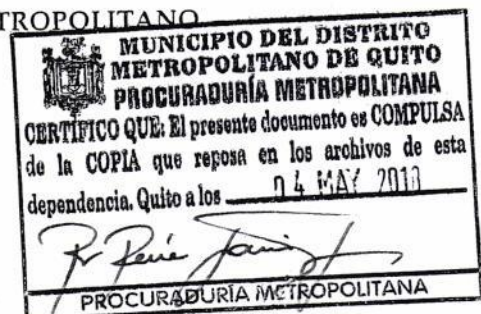 TROPOLITANO
MUNICIPIO DEL DISTRITO
METROPOLITANO DE QUITO
PROCURADURÍA METROPOLITANA
CERTIFICO QUE: El presente documento es COMPULSA
de la COPIA que reposa en los archivos de esta
dependencia. Quito a los 04 MAY
PROCURADURÍA METROPOLITANA